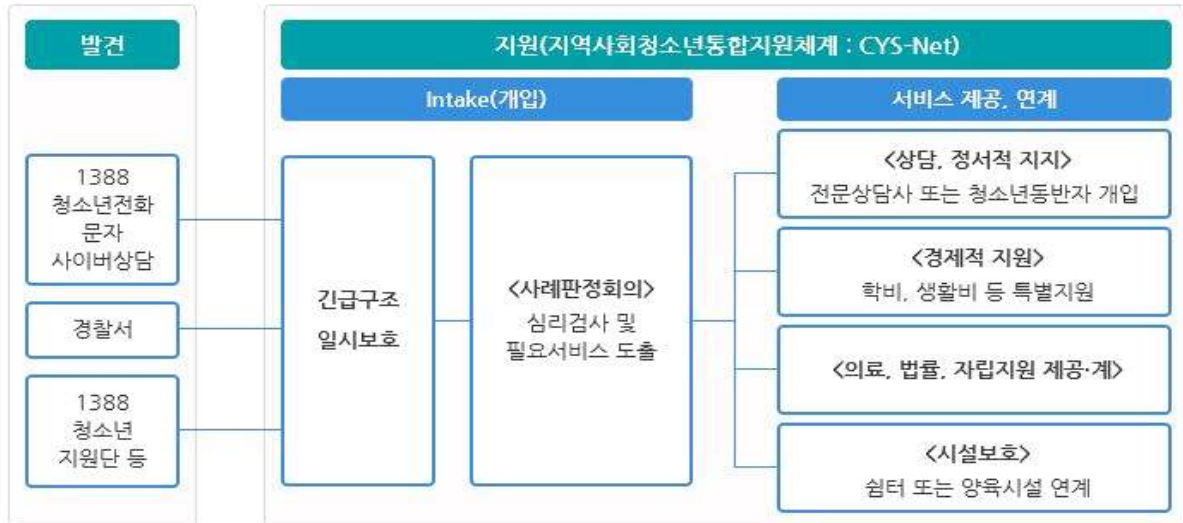 발견
지원(지역사회청소년통합지원체계 : CYS-Net)
Intake(개입)
서비스 제공, 연계
1388
청소년전화
문자
사이버상담
경찰서
1388
청소년
지원단 등
긴급구조
일시보호
<사례판정회의>
심리검사 및
필요서비스 도출
<상담, 정서적 지지>
전문상담사 또는 청소년동반자 개입
<경제적 지원>
학비, 생활비 등 특별지원
<의료, 법률, 자립지원 제공·계>
<시설보호>
쉼터 또는 양육시설 연계